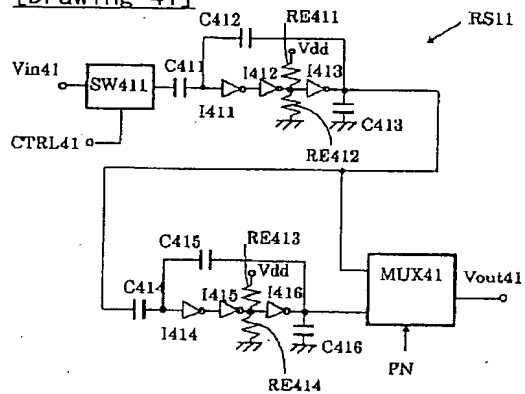 [Drawing 41]
C412
RE411
RS11
Vdd
Vin41
SW411
C411
I412
I413
I411
C413
CTRL41
RE412
C415
RE413
Vdd
MUX41
Vout41
C414
I415
I416
I414
C416
RE414
PN